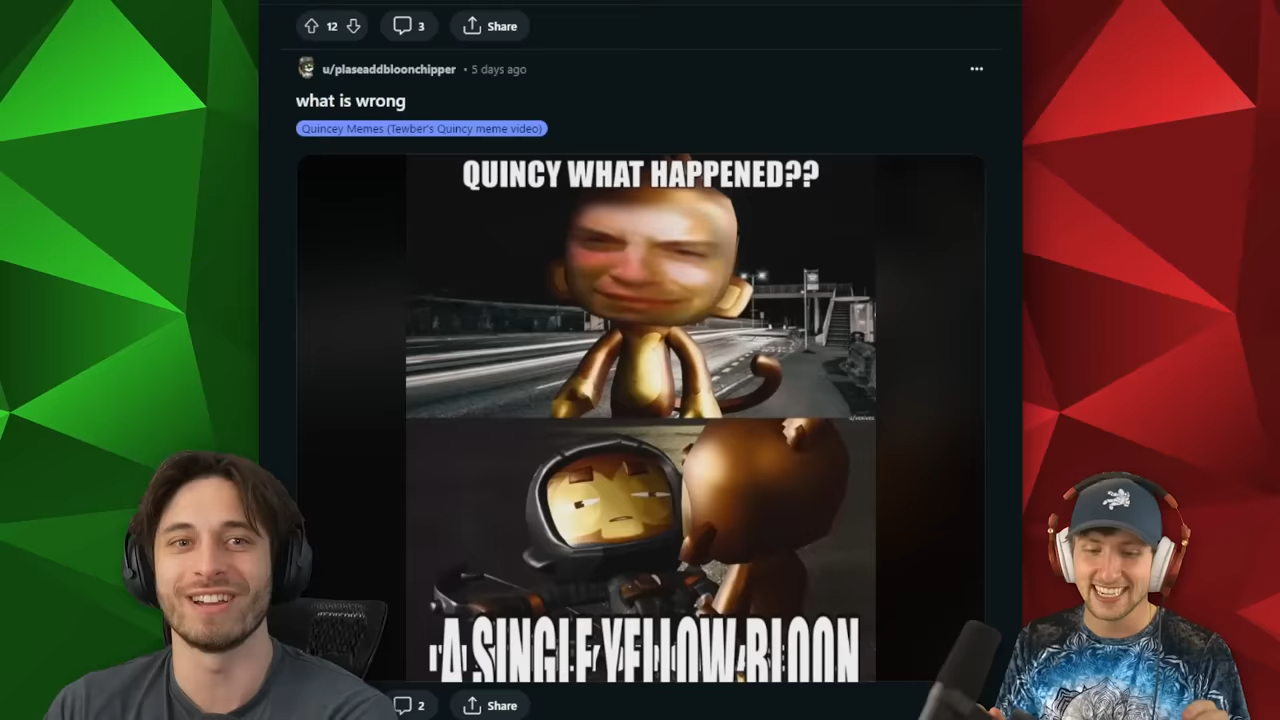 12
3
Share
u/plaseaddbloonchipper • 5 days ago
what is wrong
Quincey Memes (Tewber's Quincy meme video)
QUINCY WHAT HAPPENED??
A SINGLE YELLOW BLOON
2
Share